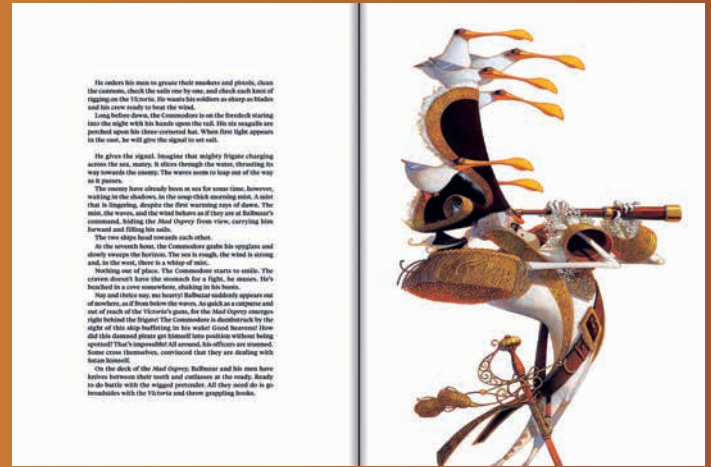 He orders his men to grease their muskets and pistols, clean
the cannons, check the sails one by one, and check each knot of
rigging on the Victoria. He wants his soldiers as sharp as blades
and his crew ready to beat the wind.
Long before dawn, the Commodore is on the foredeck staring
into the night with his hands upon the rail. His six seagulls are
perched upon his three-cornered hat. When first light appears
in the east, he will give the signal to set sail.
He gives the signal. Imagine that mighty frigate charging
across the sea, matey. It slices through the water, thrusting its
way towards the enemy. The waves seem to leap out of the way
as it passes.
The enemy have already been at sea for some time, however,
waiting in the shadows, in the soup-thick morning mist. A mist
that is lingering, despite the first warming rays of dawn. The
mist, the waves, and the wind behave as if they are at Balbuzar's
command, hiding the Mad Osprey from view, carrying him
forward and filling his sails.
The two ships head towards each other.
At the seventh hour, the Commodore grabs his spyglass and
slowly sweeps the horizon. The sea is rough, the wind is strong
and, in the west, there is a whisp of mist.
Nothing out of place. The Commodore starts to smile. The
craven doesn't have the stomach for a fight, he muses. He's
beached in a cove somewhere, shaking in his boots.
Nay and thrice nay, me hearty! Balbuzar suddenly appears out
of nowhere, as if from below the waves. As quick as a cutpurse and
out of reach of the Victoria's guns, for the Mad Osprey emerges
right behind the frigate! The Commodore is dumbstruck by the
sight of this ship buffeting in his wake! Good heavens! How
did this damned pirate get himself into position without being
spotted? That's impossible! All around, his officers are stunned.
Some cross themselves, convinced that they are dealing with
Satan himself.
On the deck of the Mad Osprey, Balbuzar and his men have
knives between their teeth and cutlasses at the ready. Ready
to do battle with the wigged pretender. All they need do is go
broadsides with the Victoria and throw grappling hooks.